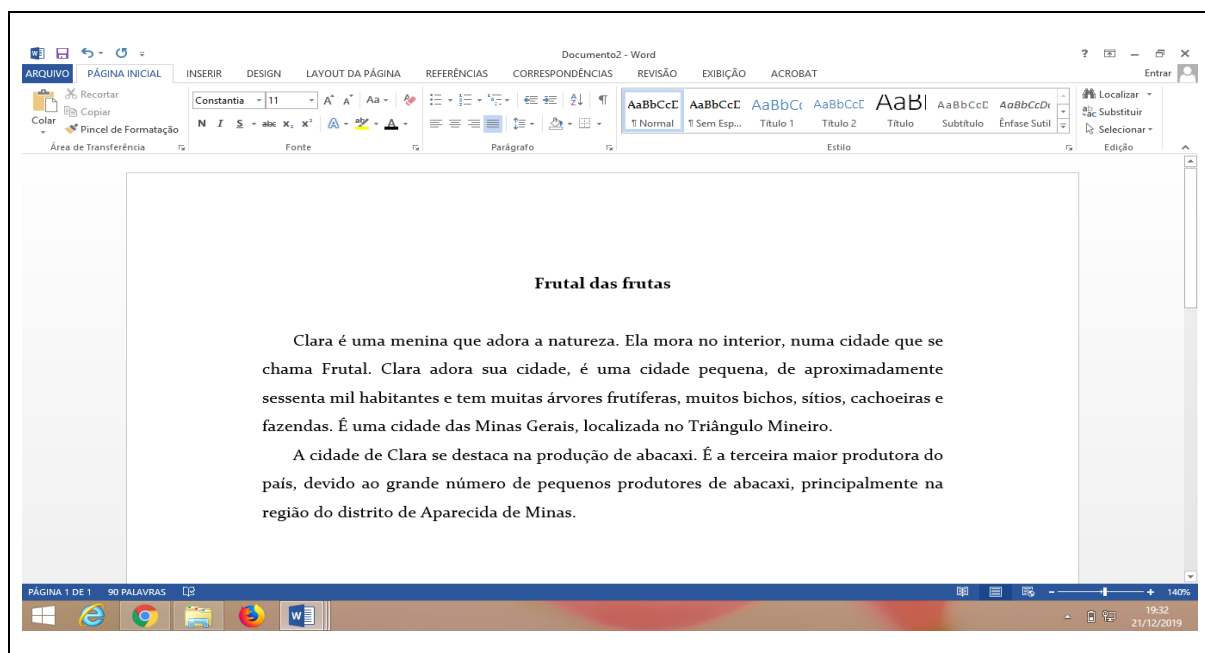 Documento2 - Word
ARQUIVO PÁGINA INICIAL INSERIR DESIGN LAYOUT DA PÁGINA REFERÊNCIAS CORRESPONDÊNCIAS REVISÃO EXIBIÇÃO ACROBAT Entrar
Colar
Recortar
Copiar
Pincel de Formatação
Área de Transferência
Constantia 11
N I S abc X₂ X²
Fonte
Parágrafo
AaBbCcD AaBbCcD AaBbC AaBbCcD AaB AaBbCcD AaBbCcD
¶ Normal ¶ Sem Esp... Título 1 Título 2 Título Subtítulo Ênfase Sutil
Estilo
Localizar
Substituir
Selecionar
Edição
Frutal das frutas
Clara é uma menina que adora a natureza. Ela mora no interior, numa cidade que se
chama Frutal. Clara adora sua cidade, é uma cidade pequena, de aproximadamente
sessenta mil habitantes e tem muitas árvores frutíferas, muitos bichos, sítios, cachoeiras e
fazendas. É uma cidade das Minas Gerais, localizada no Triângulo Mineiro.
A cidade de Clara se destaca na produção de abacaxi. É a terceira maior produtora do
país, devido ao grande número de pequenos produtores de abacaxi, principalmente na
região do distrito de Aparecida de Minas.
PÁGINA 1 DE 1 90 PALAVRAS 140%
19:32
21/12/2019